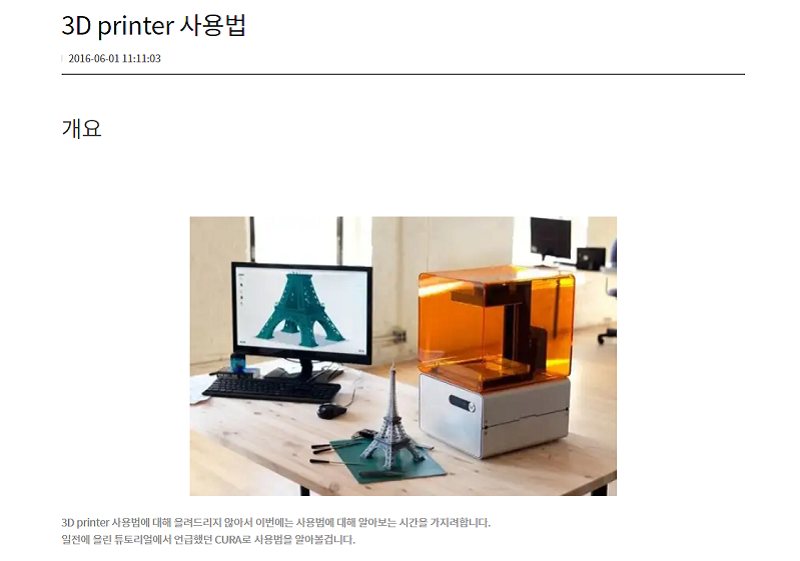 3D printer 사용법
2016-06-01 11:11:03
개요
3D printer 사용법에 대해 올려드리지 않아서 이번에는 사용법에 대해 알아보는 시간을 가지려합니다.
일전에 올린 튜토리얼에서 언급했던 CURA로 사용법을 알아볼겁니다.